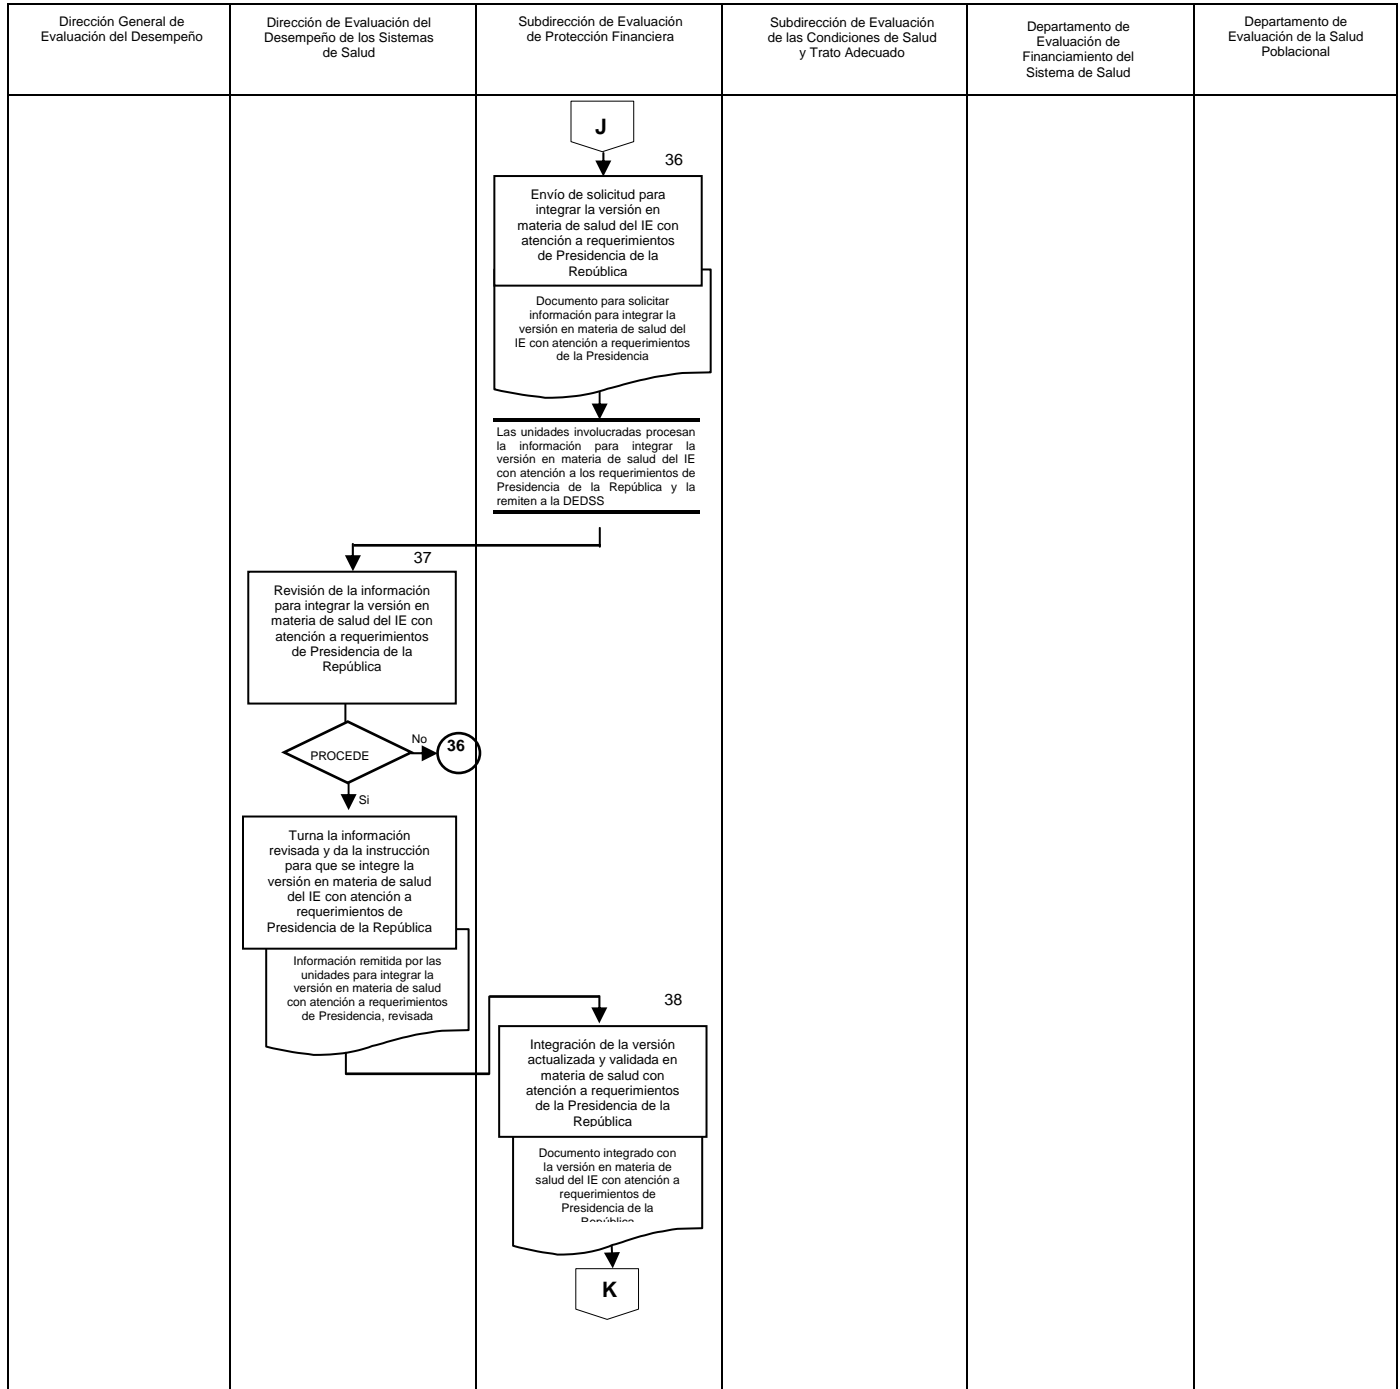 Dirección General de
Evaluación del Desempeño
Dirección de Evaluación del
Desempeño de los Sistemas
de Salud
Subdirección de Evaluación
de Protección Financiera
Subdirección de Evaluación
de las Condiciones de Salud
y Trato Adecuado
Departamento de
Evaluación de
Financiamiento del
Sistema de Salud
Departamento de
Evaluación de la Salud
Poblacional
J
36
Envío de solicitud para
integrar la versión en
materia de salud del IE con
atención a requerimientos
de Presidencia de la
República
Documento para solicitar
información para integrar la
versión en materia de salud del
IE con atención a requerimientos
de la Presidencia
Las unidades involucradas procesan
la información para integrar la
versión en materia de salud del IE
con atención a los requerimientos de
Presidencia de la República y la
remiten a la DEDSS
37
Revisión de la información
para integrar la versión en
materia de salud del IE con
atención a requerimientos
de Presidencia de la
República
PROCEDE
No
36
Si
Turna la información
revisada y da la instrucción
para que se integre la
versión en materia de salud
del IE con atención a
requerimientos de
Presidencia de la República
Información remitida por las
unidades para integrar la
versión en materia de salud
con atención a requerimientos
de Presidencia, revisada
38
Integración de la versión
actualizada y validada en
materia de salud con
atención a requerimientos
de la Presidencia de la
República
Documento integrado con
la versión en materia de
salud del IE con atención a
requerimientos de
Presidencia de la
República
K